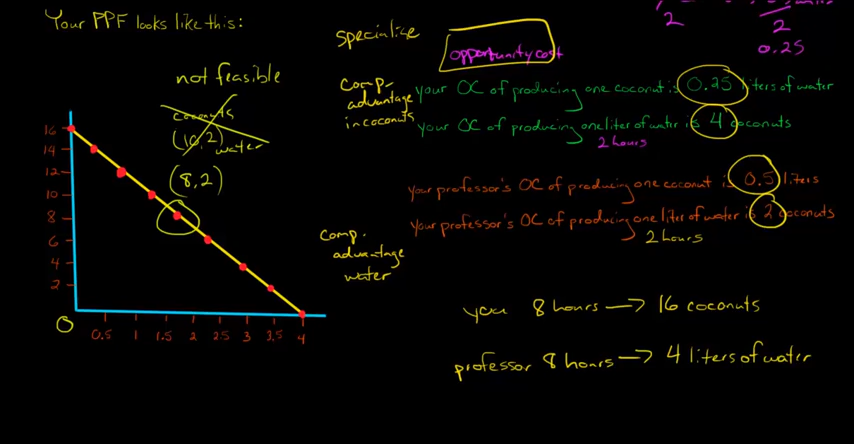 Your PPF looks like this:
specialize
opportunity cost
2
2
0.25
not feasible
coconuts
(10,2)
water
(8,2)
comp-
advantage
in coconuts
your OC of producing one coconut is 0.25 liters of water
your OC of producing one liter of water is 4 coconuts
2 hours
your professor's OC of producing one coconut is 0.5 liters
your professor's OC of producing one liter of water is 2 coconuts
2 hours
comp.
advantage
water
you 8 hours → 16 coconuts
professor 8 hours → 4 liters of water
16
14
12
10
8
6
4
2
0
0.5 1 1.5 2 2.5 3 3.5 4